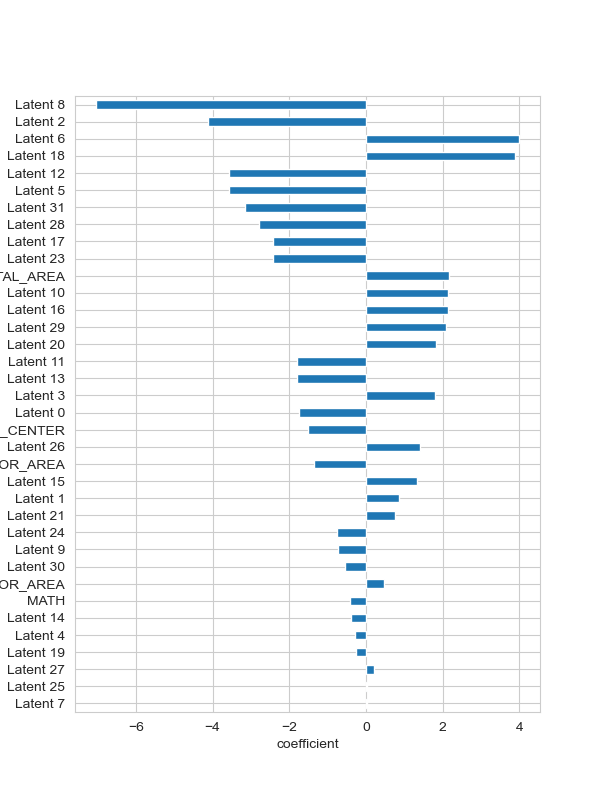 Latent 8
Latent 2
Latent 6
Latent 18
Latent 12
Latent 5
Latent 31
Latent 28
Latent 17
Latent 23
TAL_AREA
Latent 10
Latent 16
Latent 29
Latent 20
Latent 11
Latent 13
Latent 3
Latent 0
_CENTER
Latent 26
OR_AREA
Latent 15
Latent 1
Latent 21
Latent 24
Latent 9
Latent 30
OR_AREA
MATH
Latent 14
Latent 4
Latent 19
Latent 27
Latent 25
Latent 7
−6 −4 −2 0 2 4
coefficient